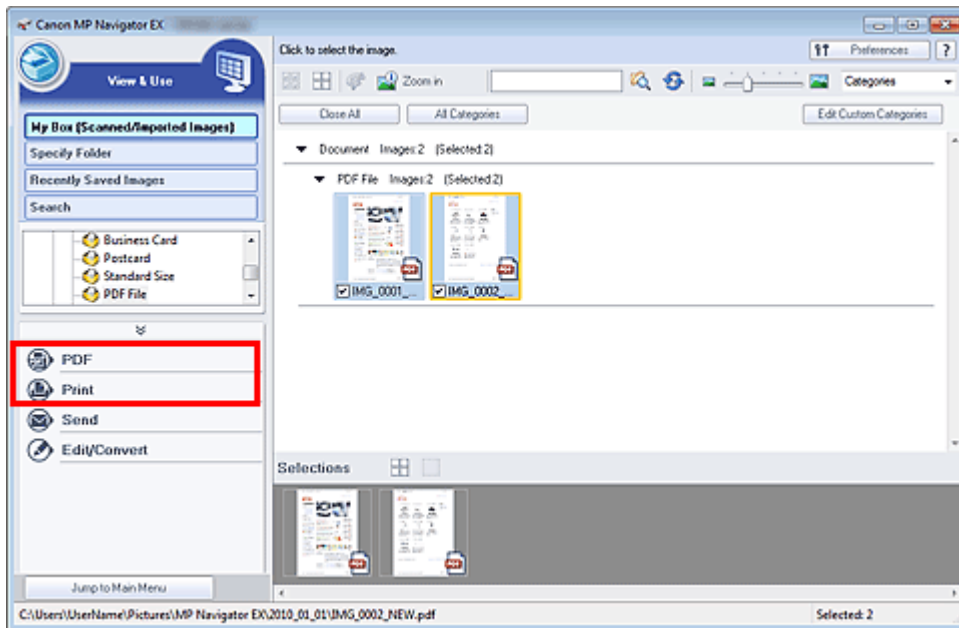 Canon MP Navigator EX
View & Use
Click to select the image.
Preferences
?
Zoom in
Categories
Close All
All Categories
Edit Custom Categories
My Box (Scanned/Imported Images)
Specify Folder
Recently Saved Images
Search
Document Images:2 (Selected:2)
PDF File Images:2 (Selected:2)
IMG_0001_...
IMG_0002_...
Business Card
Postcard
Standard Size
PDF File
PDF
Print
Send
Edit/Convert
Selections
Jump to Main Menu
C:\Users\UserName\Pictures\MP Navigator EX\2010_01_01\IMG_0002_NEW.pdf
Selected: 2